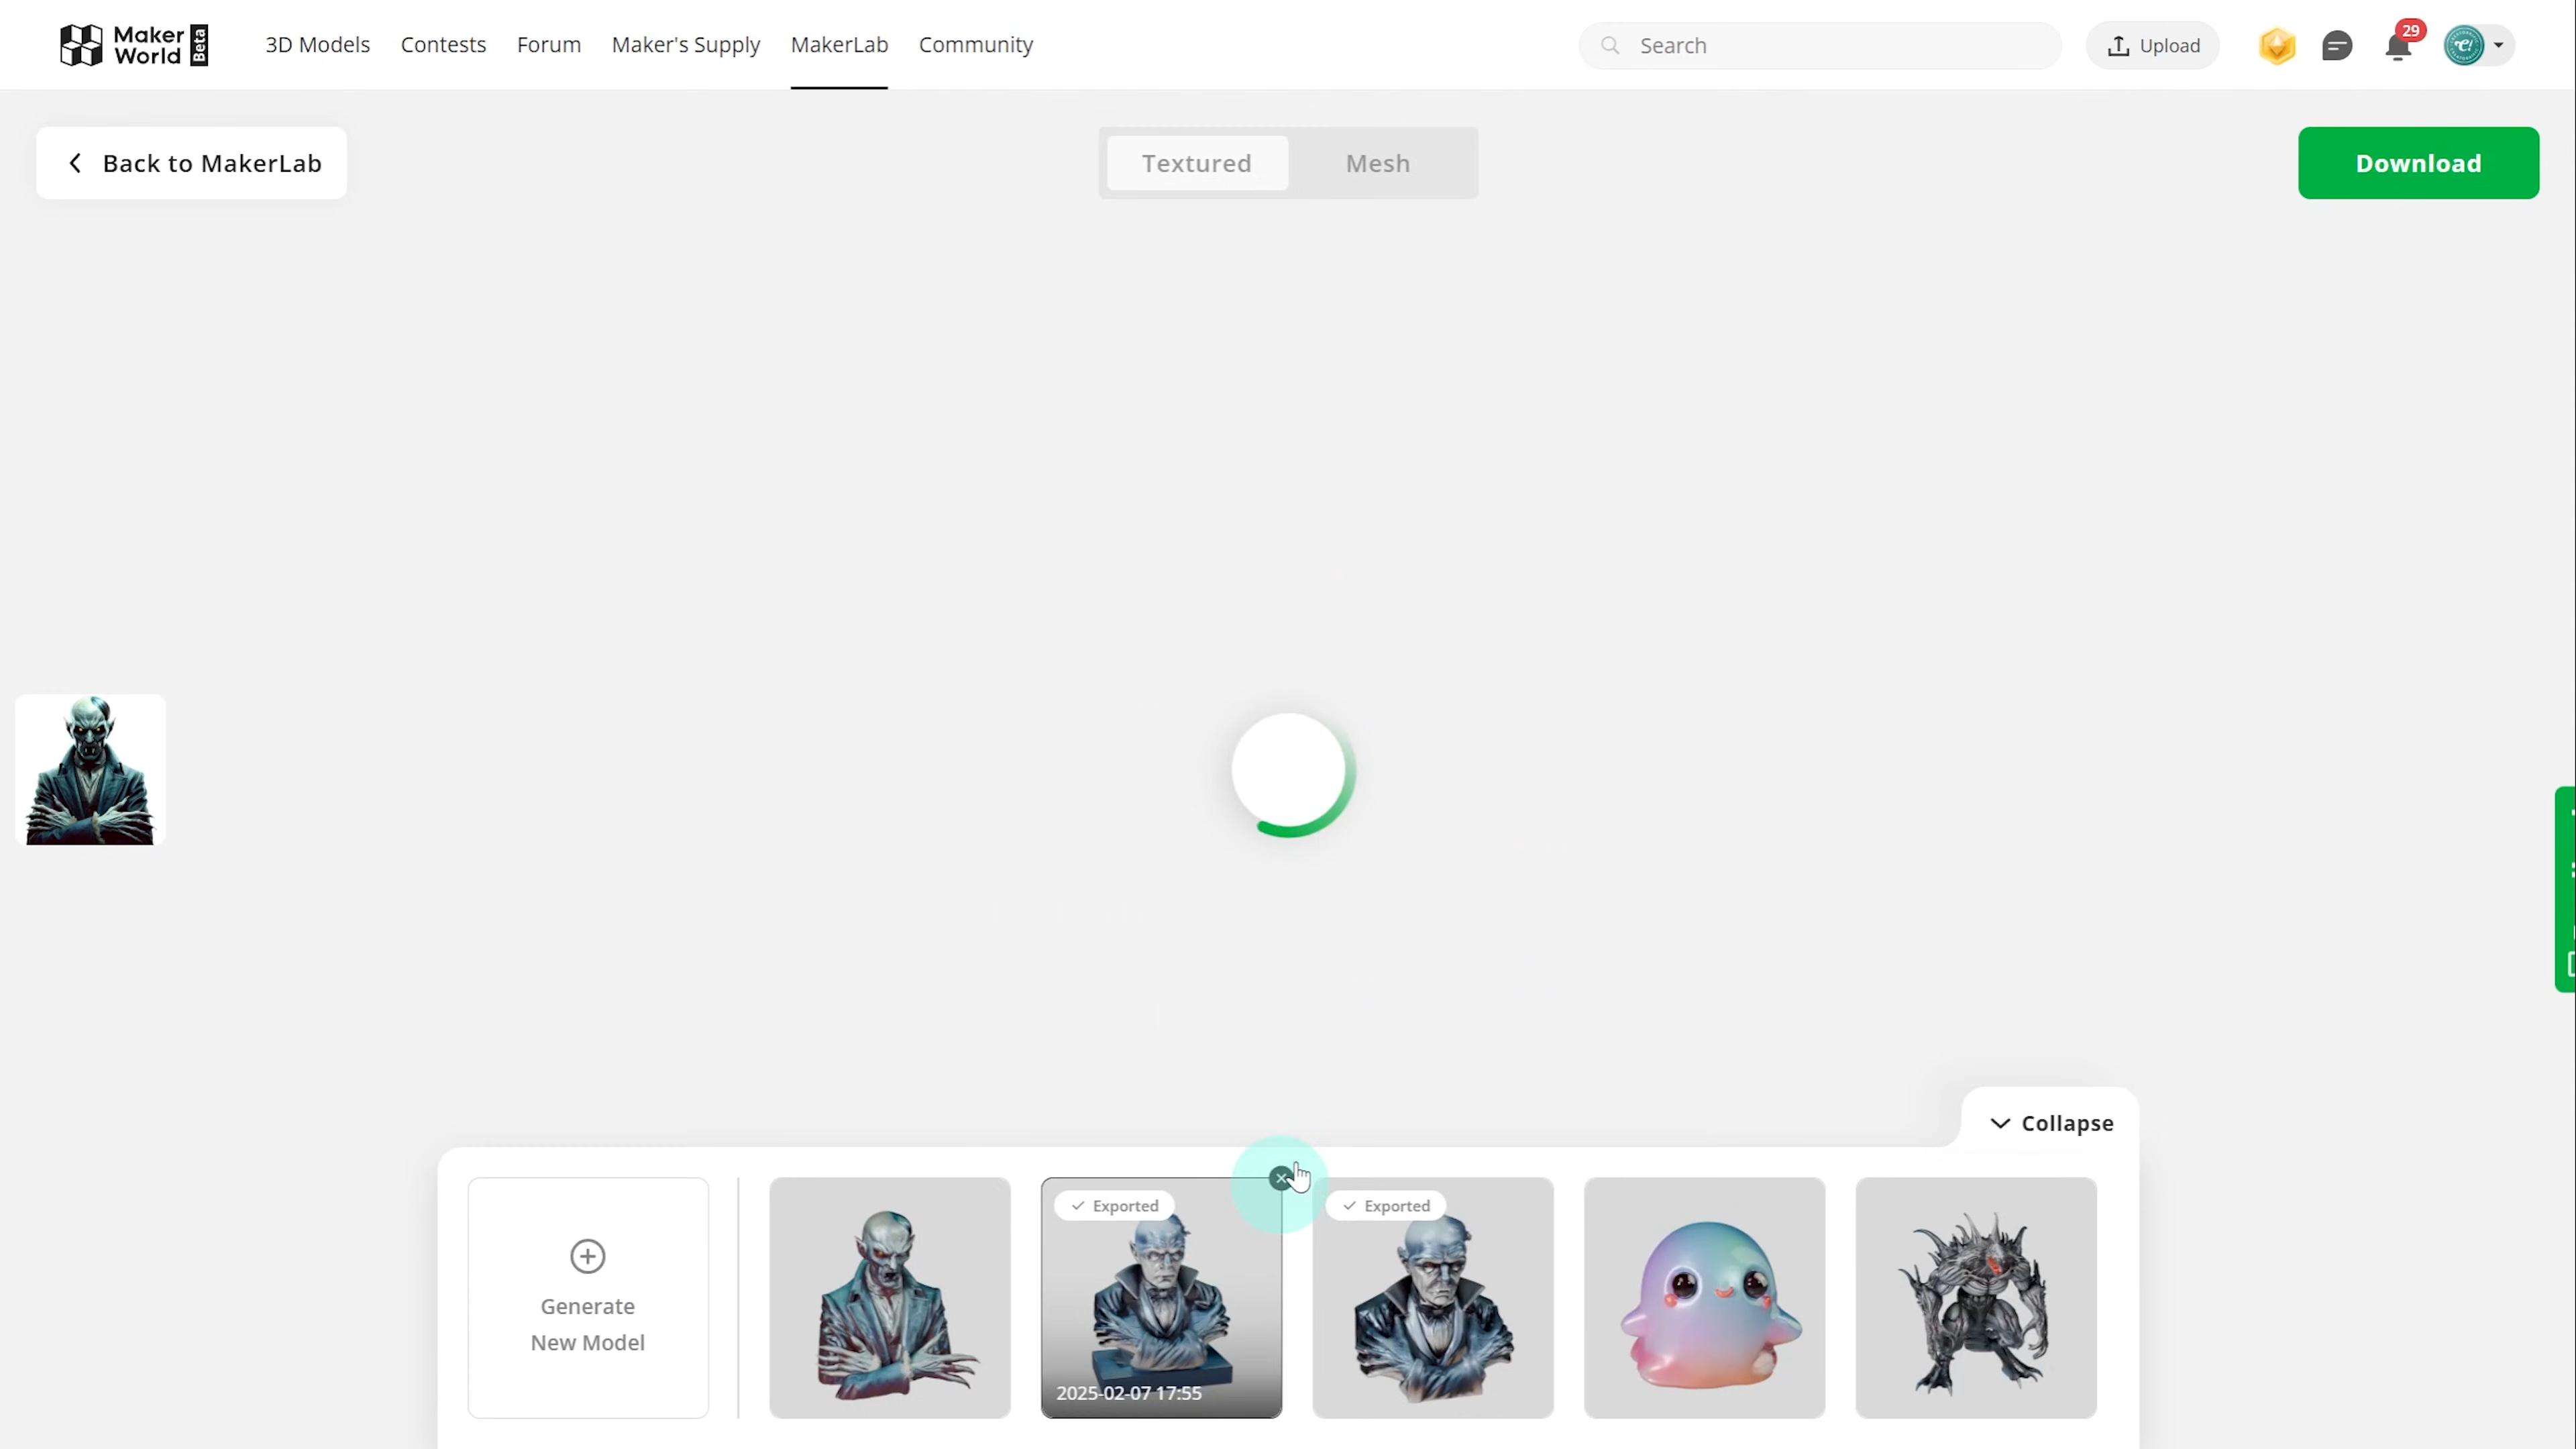 Maker
World
Beta
3D Models
Contests
Forum
Maker's Supply
MakerLab
Community
Search
Upload
29
Back to MakerLab
Textured
Mesh
Download
Collapse
Generate
New Model
Exported
2025-02-07 17:55
Exported